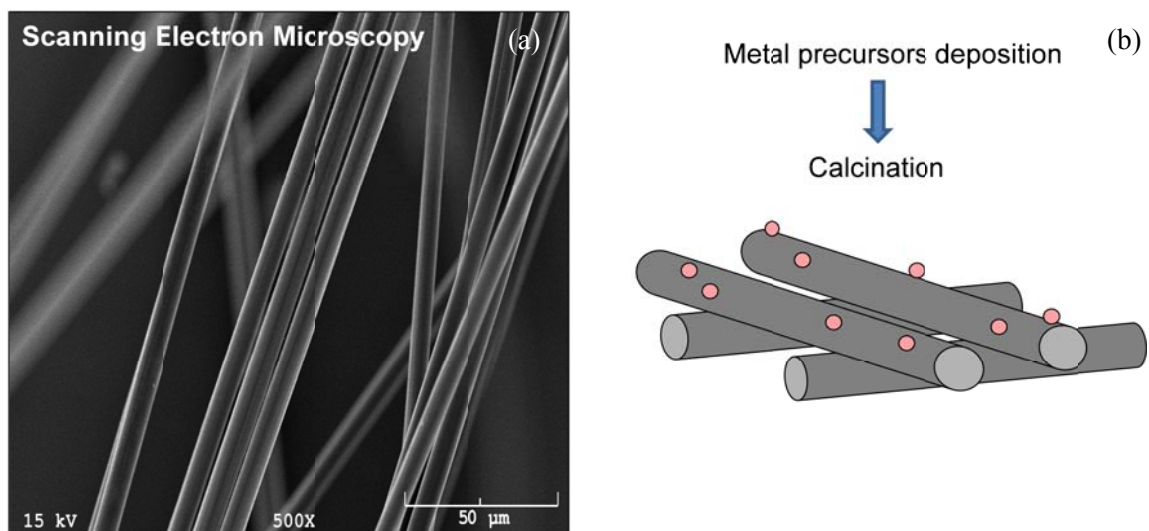 Scanning Electron Microscopy
(a)
15 kV
500X
50 µm
(b)
Metal precursors deposition
Calcination